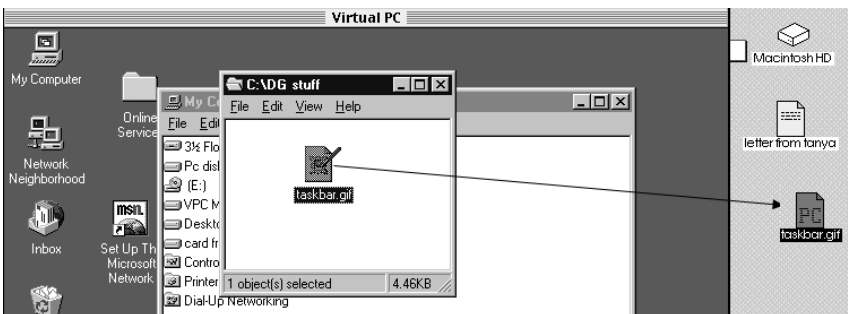 Virtual PC
My Computer
Online
Service
Network
Neighborhood
Inbox
msn.
Set Up Th
Microsoft
Network
My Co
File Edi
3½ Flo
Pc disl
(E:)
VPC M
Deskto
card fr
Contro
Printer
Dial-Up Networking
C:\DG stuff
File Edit View Help
taskbar.gif
1 object(s) selected 4.46KB
Macintosh HD
letter from tanya
PC
taskbar.gif